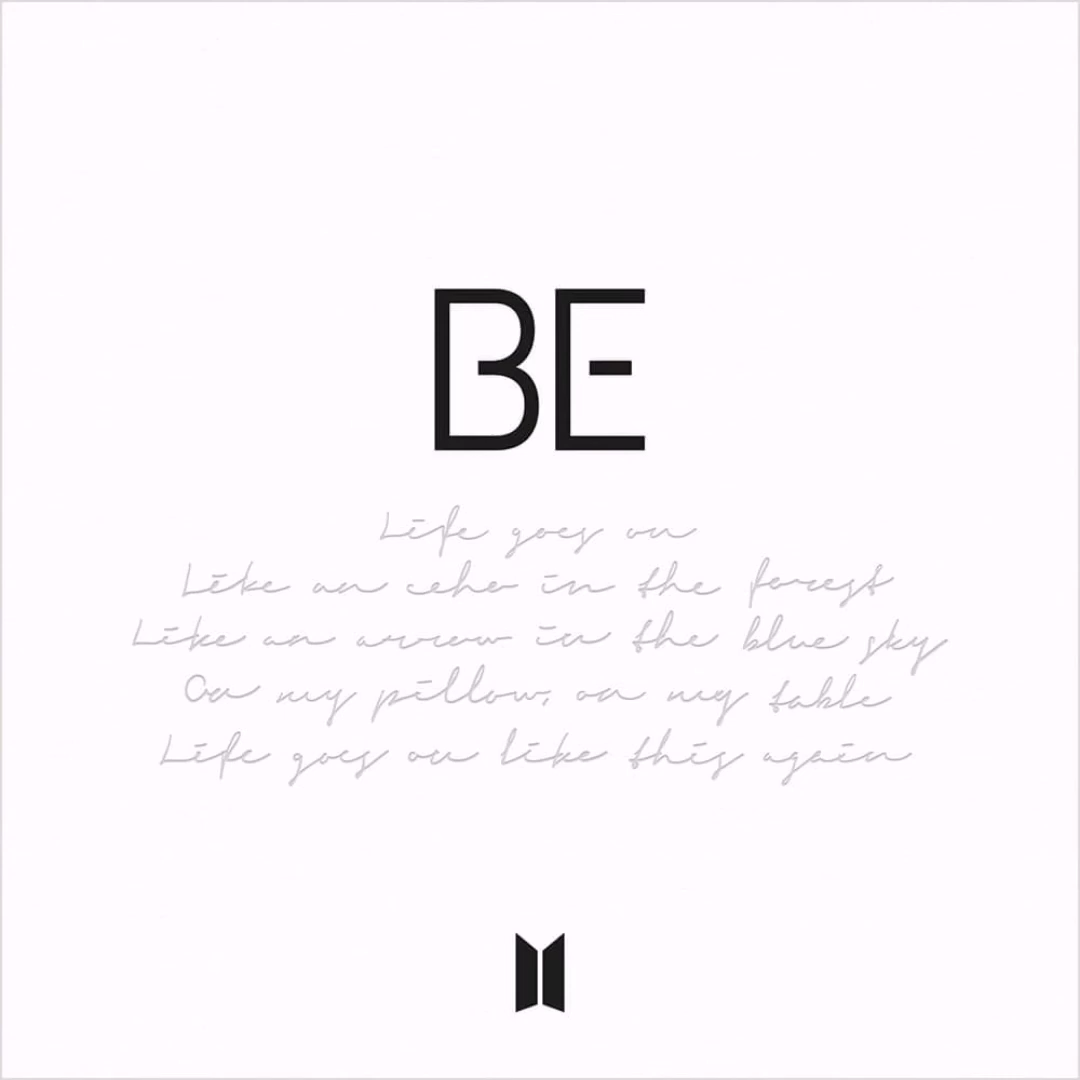 BE
Life goes on
Like an echo in the forest
Like an arrow in the blue sky
On my pillow, on my table
Life goes on like this again